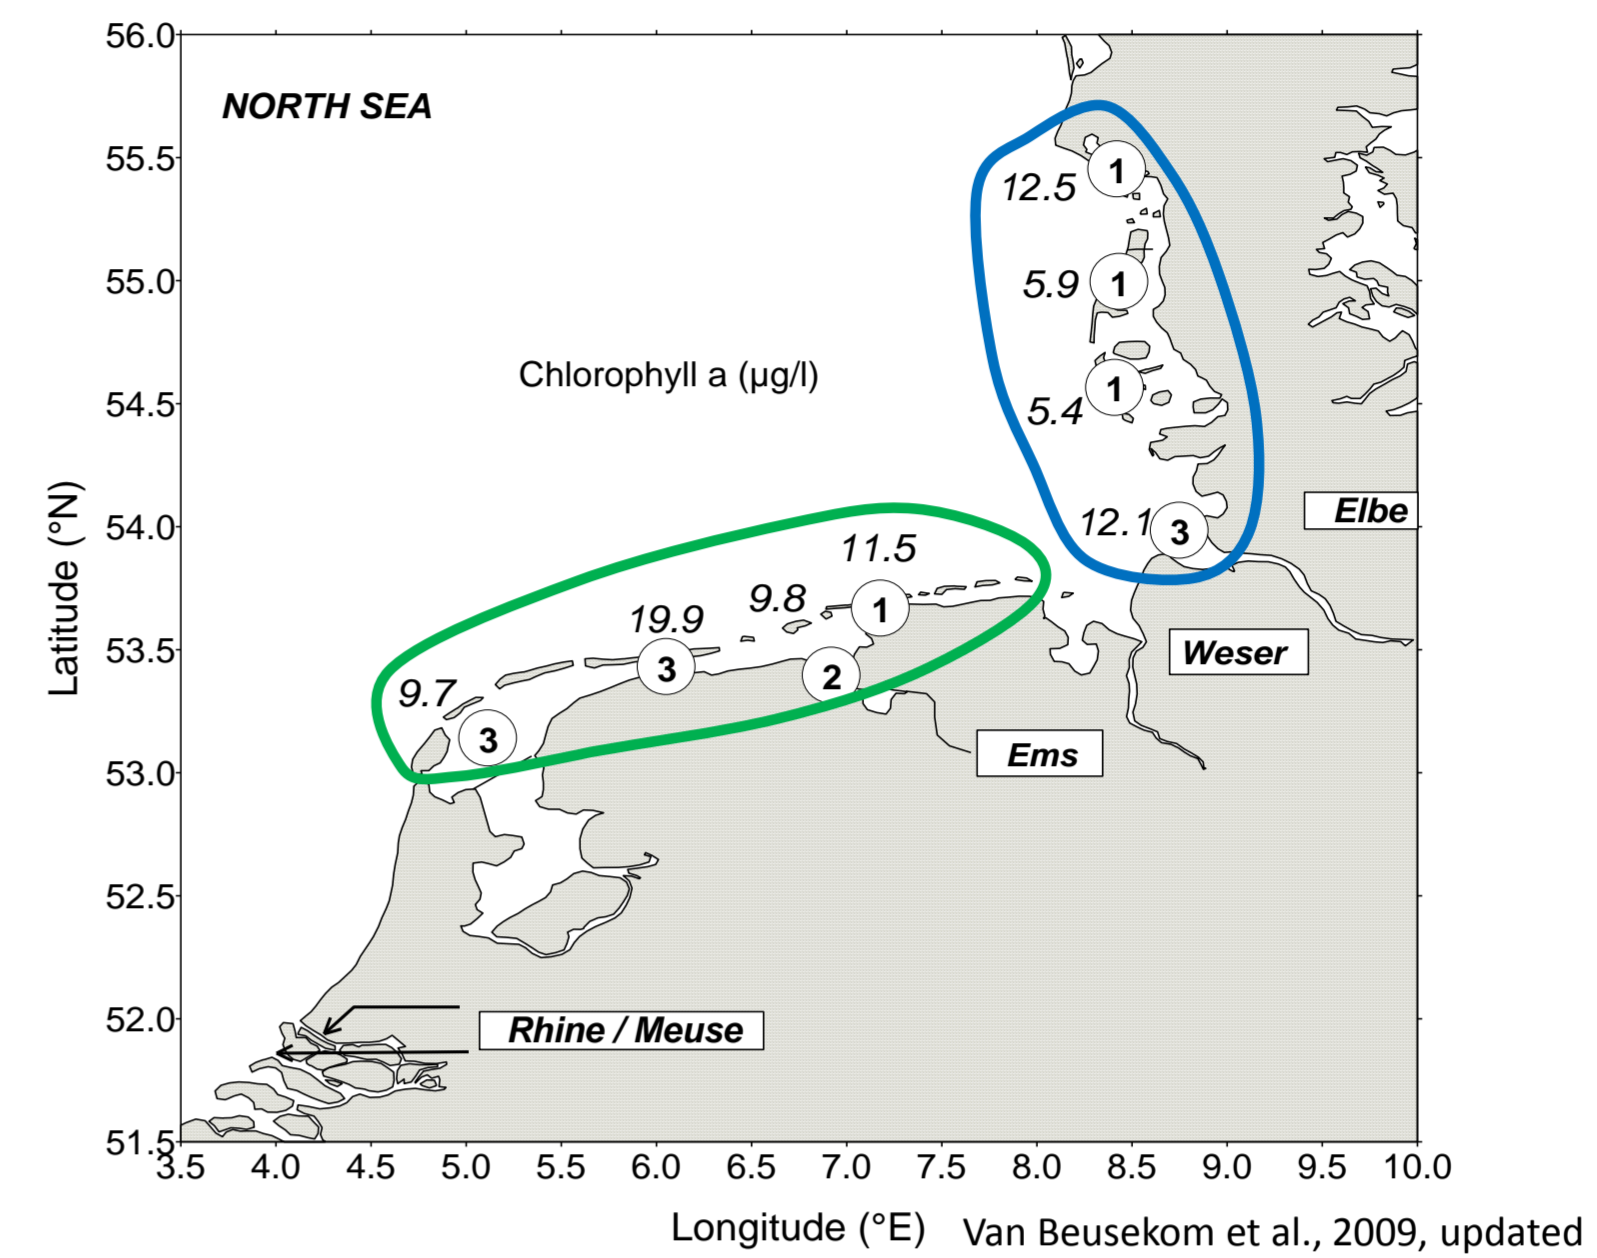 56.0
NORTH SEA
55.5
12.5
1
55.0
5.9
1
Chlorophyll a (µg/l)
54.5
5.4
1
Latitude (°N)
54.0
12.1
3
Elbe
11.5
9.8
1
19.9
53.5
3
2
Weser
9.7
3
Ems
53.0
52.5
52.0
Rhine / Meuse
51.5
3.5 4.0 4.5 5.0 5.5 6.0 6.5 7.0 7.5 8.0 8.5 9.0 9.5 10.0
Longitude (°E) Van Beusekom et al., 2009, updated